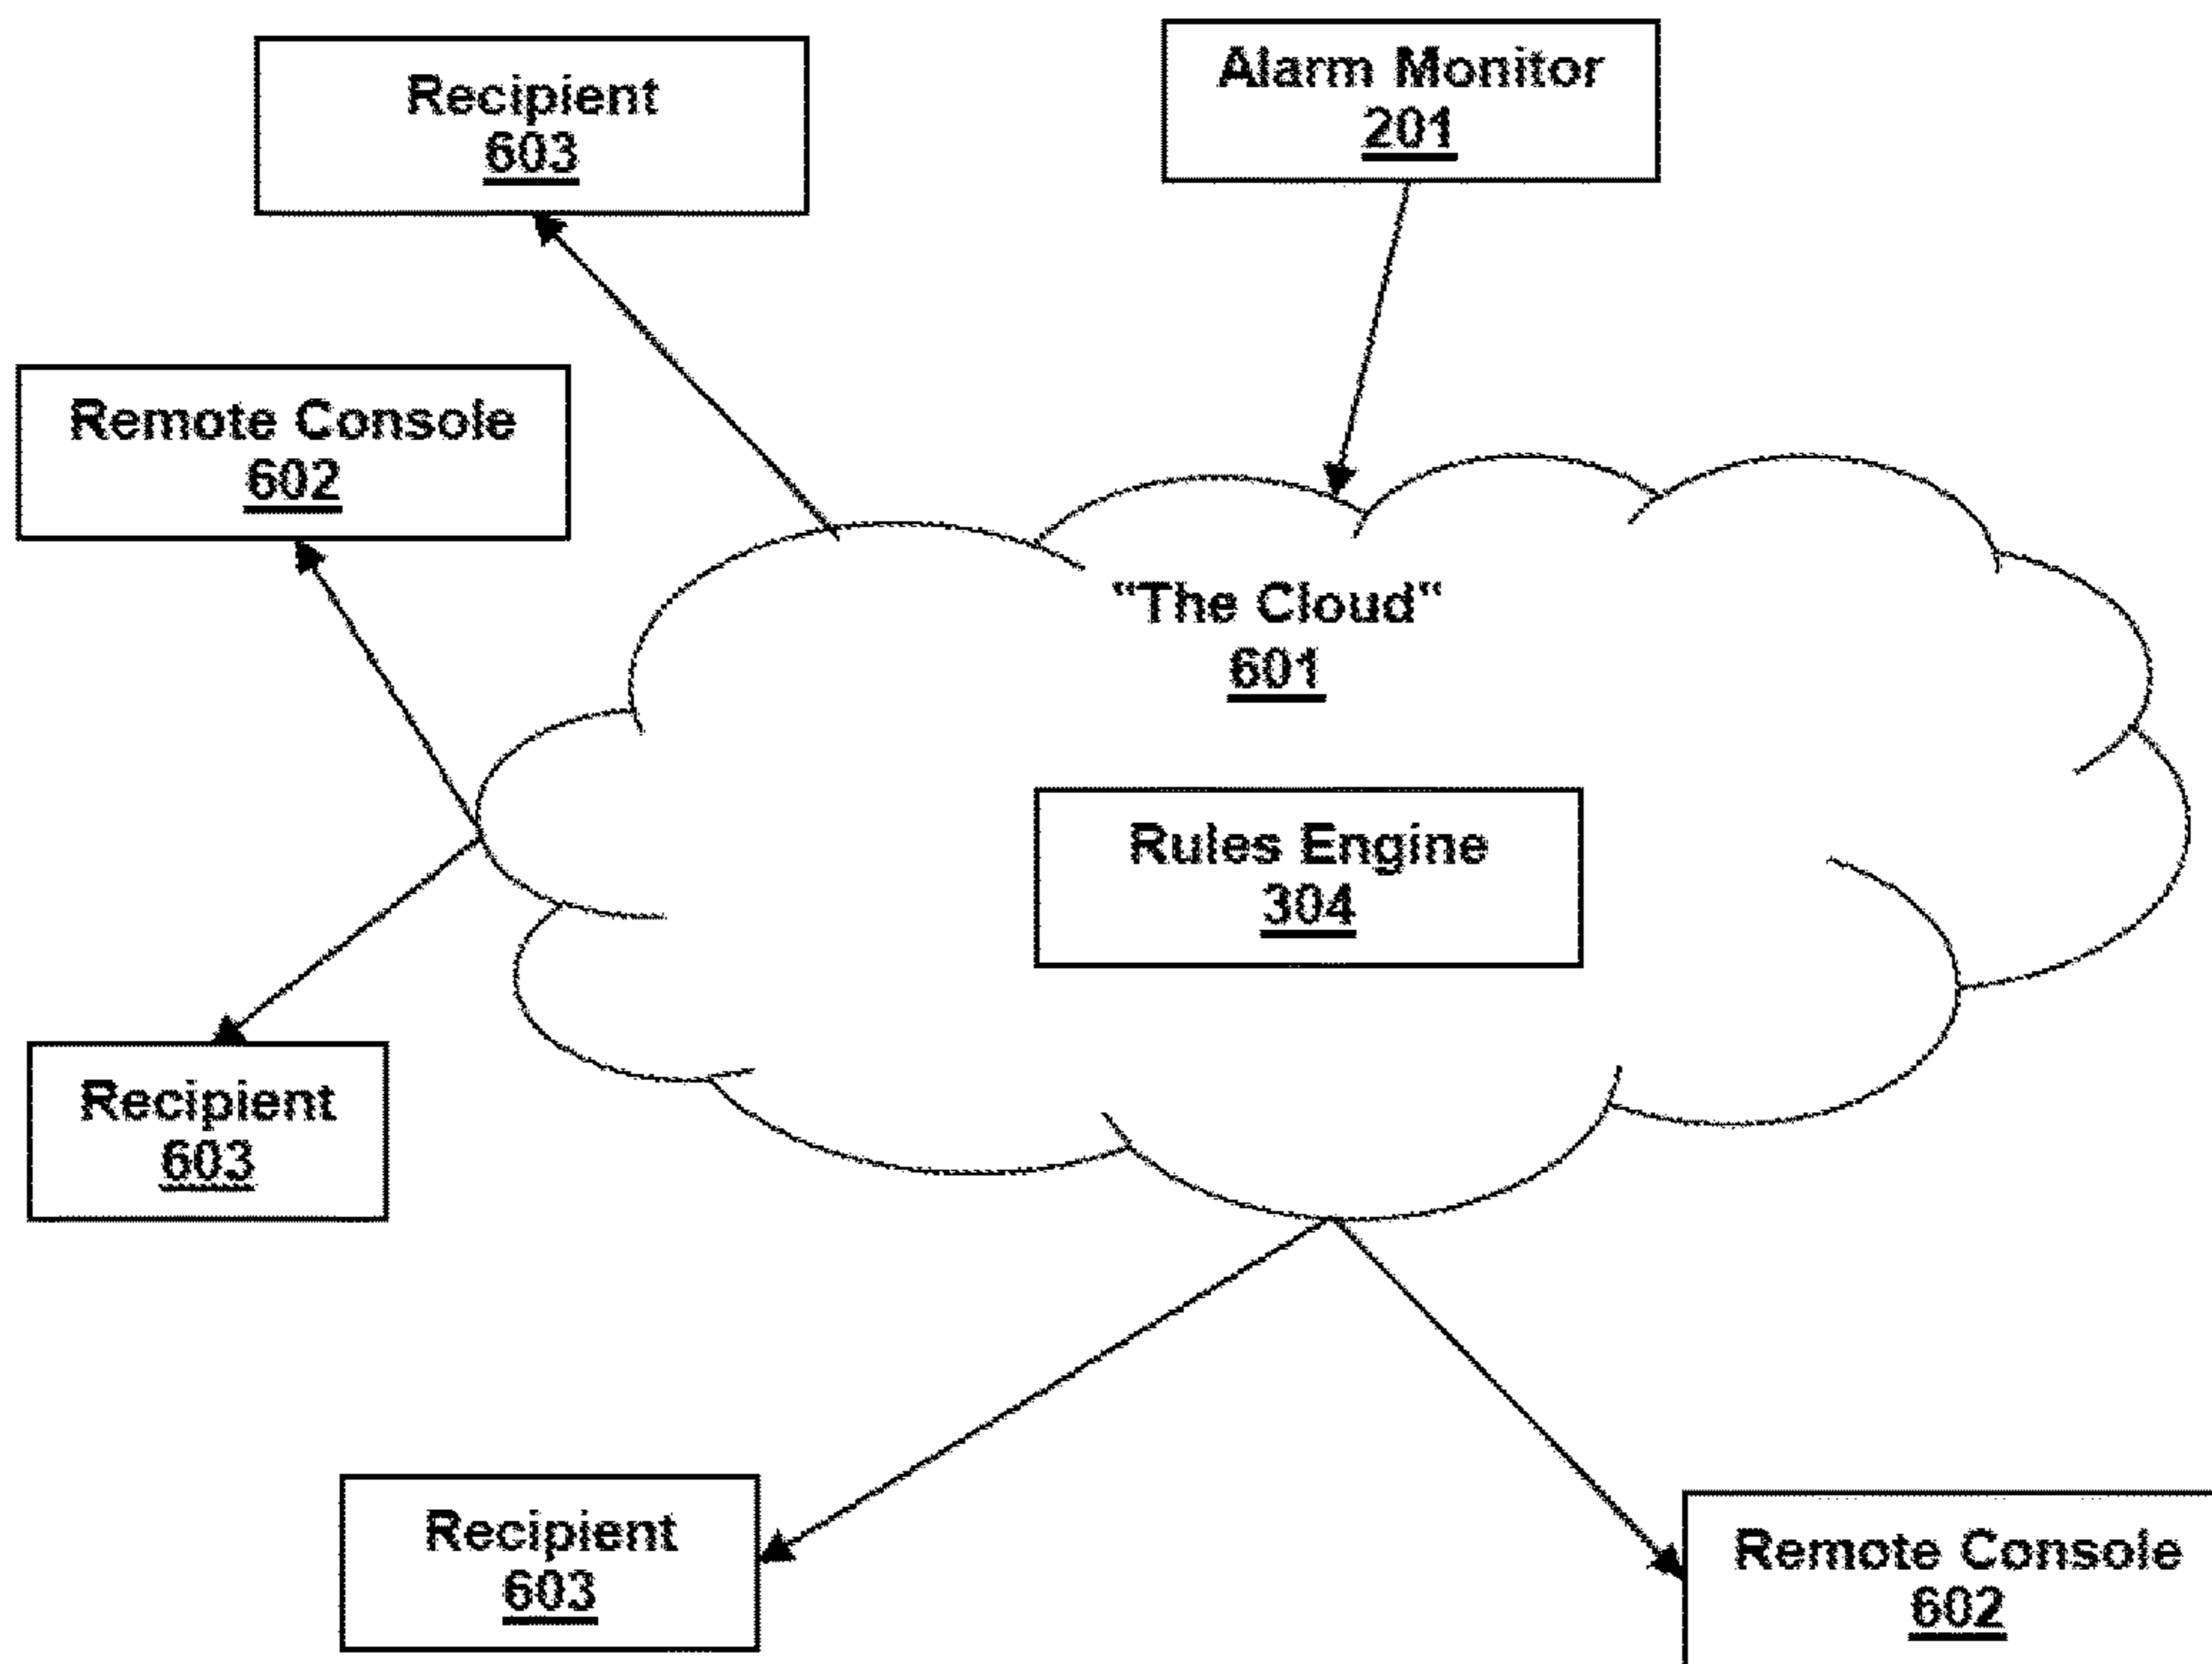 Recipient
603
Alarm Monitor
201
Remote Console
602
“The Cloud“
601
Rules Engine
304
Recipient
603
Recipient
603
Remote Console
602